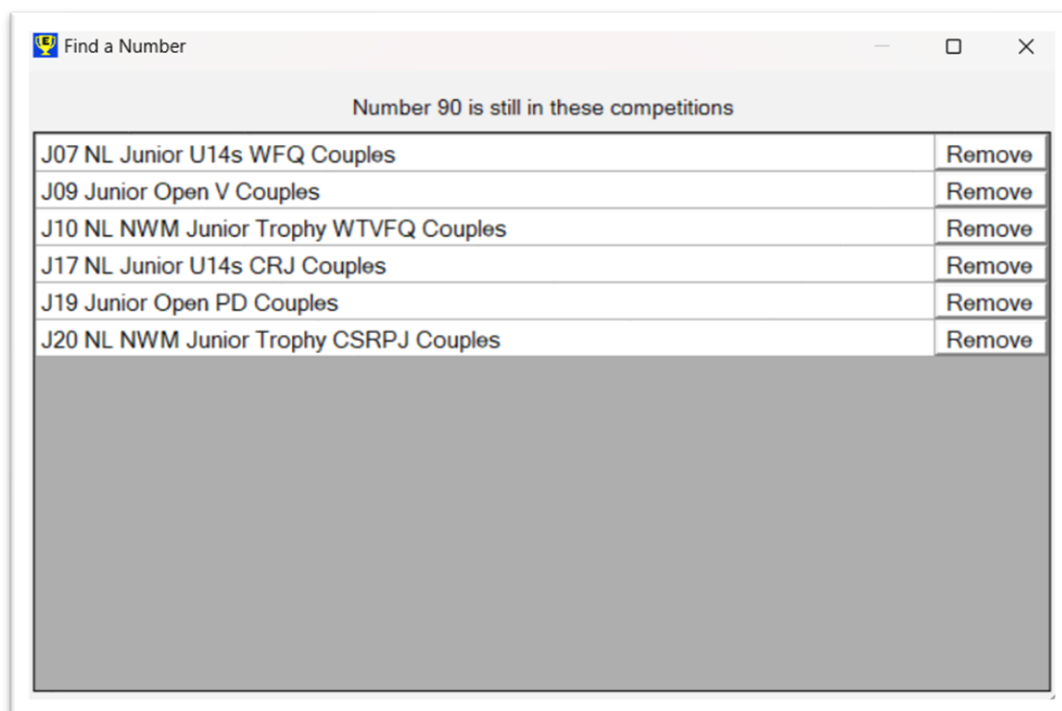 Find a Number
Number 90 is still in these competitions
J07 NL Junior U14s WFQ Couples Remove
J09 Junior Open V Couples Remove
J10 NL NWM Junior Trophy WTVFQ Couples Remove
J17 NL Junior U14s CRJ Couples Remove
J19 Junior Open PD Couples Remove
J20 NL NWM Junior Trophy CSRPJ Couples Remove